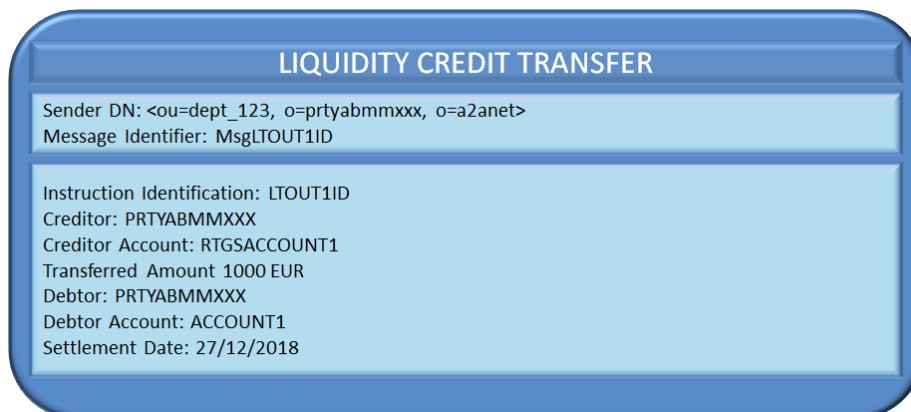 LIQUIDITY CREDIT TRANSFER
Sender DN: <ou=dept_123, o=prtyabmmxxx, o=a2anet>
Message Identifier: MsgLTOUT1ID
Instruction Identification: LTOUT1ID
Creditor: PRTYABMMXXX
Creditor Account: RTGSACCOUNT1
Transferred Amount 1000 EUR
Debtor: PRTYABMMXXX
Debtor Account: ACCOUNT1
Settlement Date: 27/12/2018